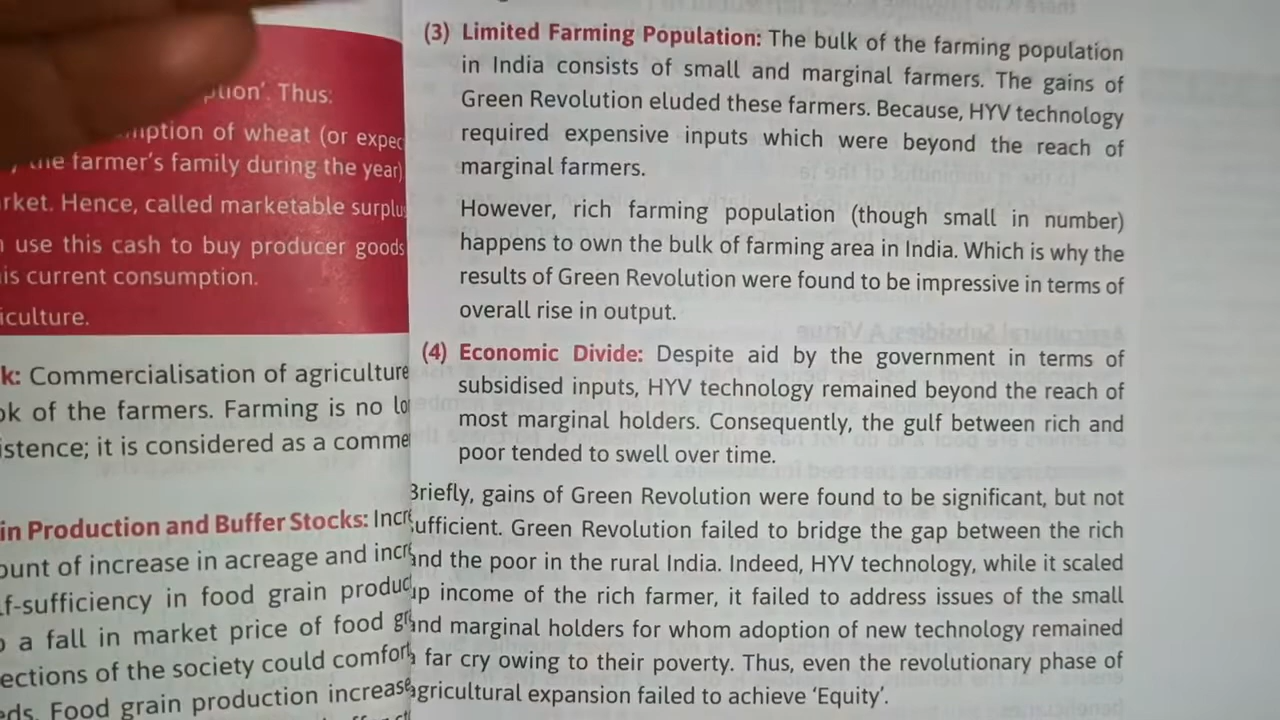 ption'. Thus:
mption of wheat (or expec
the farmer's family during the year)
rket. Hence, called marketable surplu
use this cash to buy producer goods
is current consumption.
iculture.
k: Commercialisation of agriculture
ok of the farmers. Farming is no lo
istence; it is considered as a comme
in Production and Buffer Stocks: Incr
ount of increase in acreage and incr
f-sufficiency in food grain produc
a fall in market price of food gr
ections of the society could comfor
eds. Food grain production increase
(3) Limited Farming Population: The bulk of the farming population
in India consists of small and marginal farmers. The gains of
Green Revolution eluded these farmers. Because, HYV technology
required expensive inputs which were beyond the reach of
marginal farmers.
However, rich farming population (though small in number)
happens to own the bulk of farming area in India. Which is why the
results of Green Revolution were found to be impressive in terms of
overall rise in output.
(4) Economic Divide: Despite aid by the government in terms of
subsidised inputs, HYV technology remained beyond the reach of
most marginal holders. Consequently, the gulf between rich and
poor tended to swell over time.
Briefly, gains of Green Revolution were found to be significant, but not
sufficient. Green Revolution failed to bridge the gap between the rich
and the poor in the rural India. Indeed, HYV technology, while it scaled
up income of the rich farmer, it failed to address issues of the small
and marginal holders for whom adoption of new technology remained
a far cry owing to their poverty. Thus, even the revolutionary phase of
agricultural expansion failed to achieve 'Equity'.